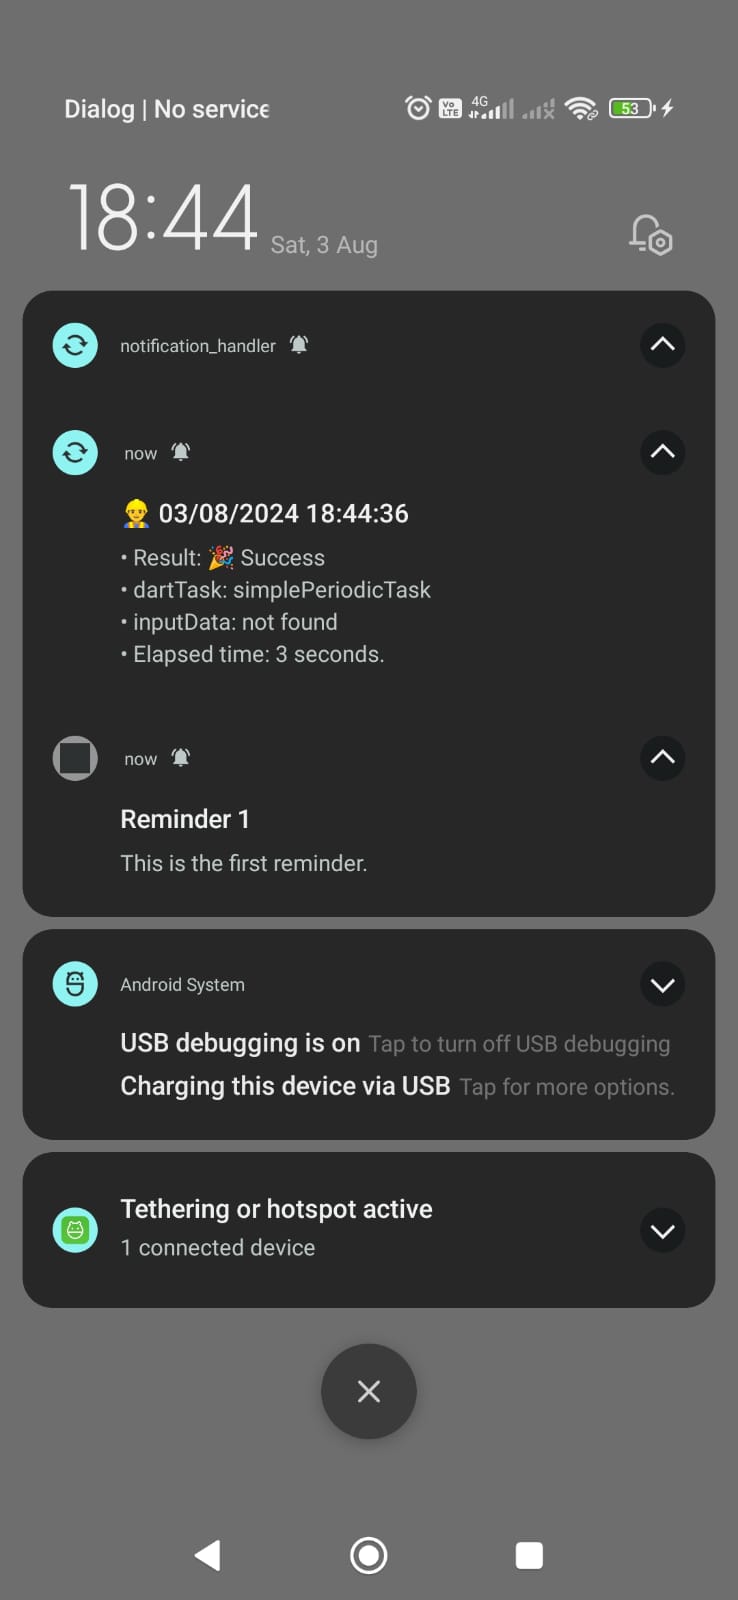 Dialog | No service
Vo LTE 4G 53
18:44 Sat, 3 Aug
notification_handler
now
👷 03/08/2024 18:44:36
• Result: 🎉 Success
• dartTask: simplePeriodicTask
• inputData: not found
• Elapsed time: 3 seconds.
now
Reminder 1
This is the first reminder.
Android System
USB debugging is on Tap to turn off USB debugging
Charging this device via USB Tap for more options.
Tethering or hotspot active
1 connected device